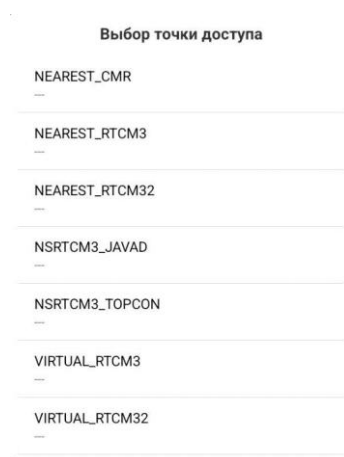 Выбор точки доступа
NEAREST_CMR
---
NEAREST_RTCM3
---
NEAREST_RTCM32
---
NSRTCM3_JAVAD
---
NSRTCM3_TOPCON
---
VIRTUAL_RTCM3
---
VIRTUAL_RTCM32
---